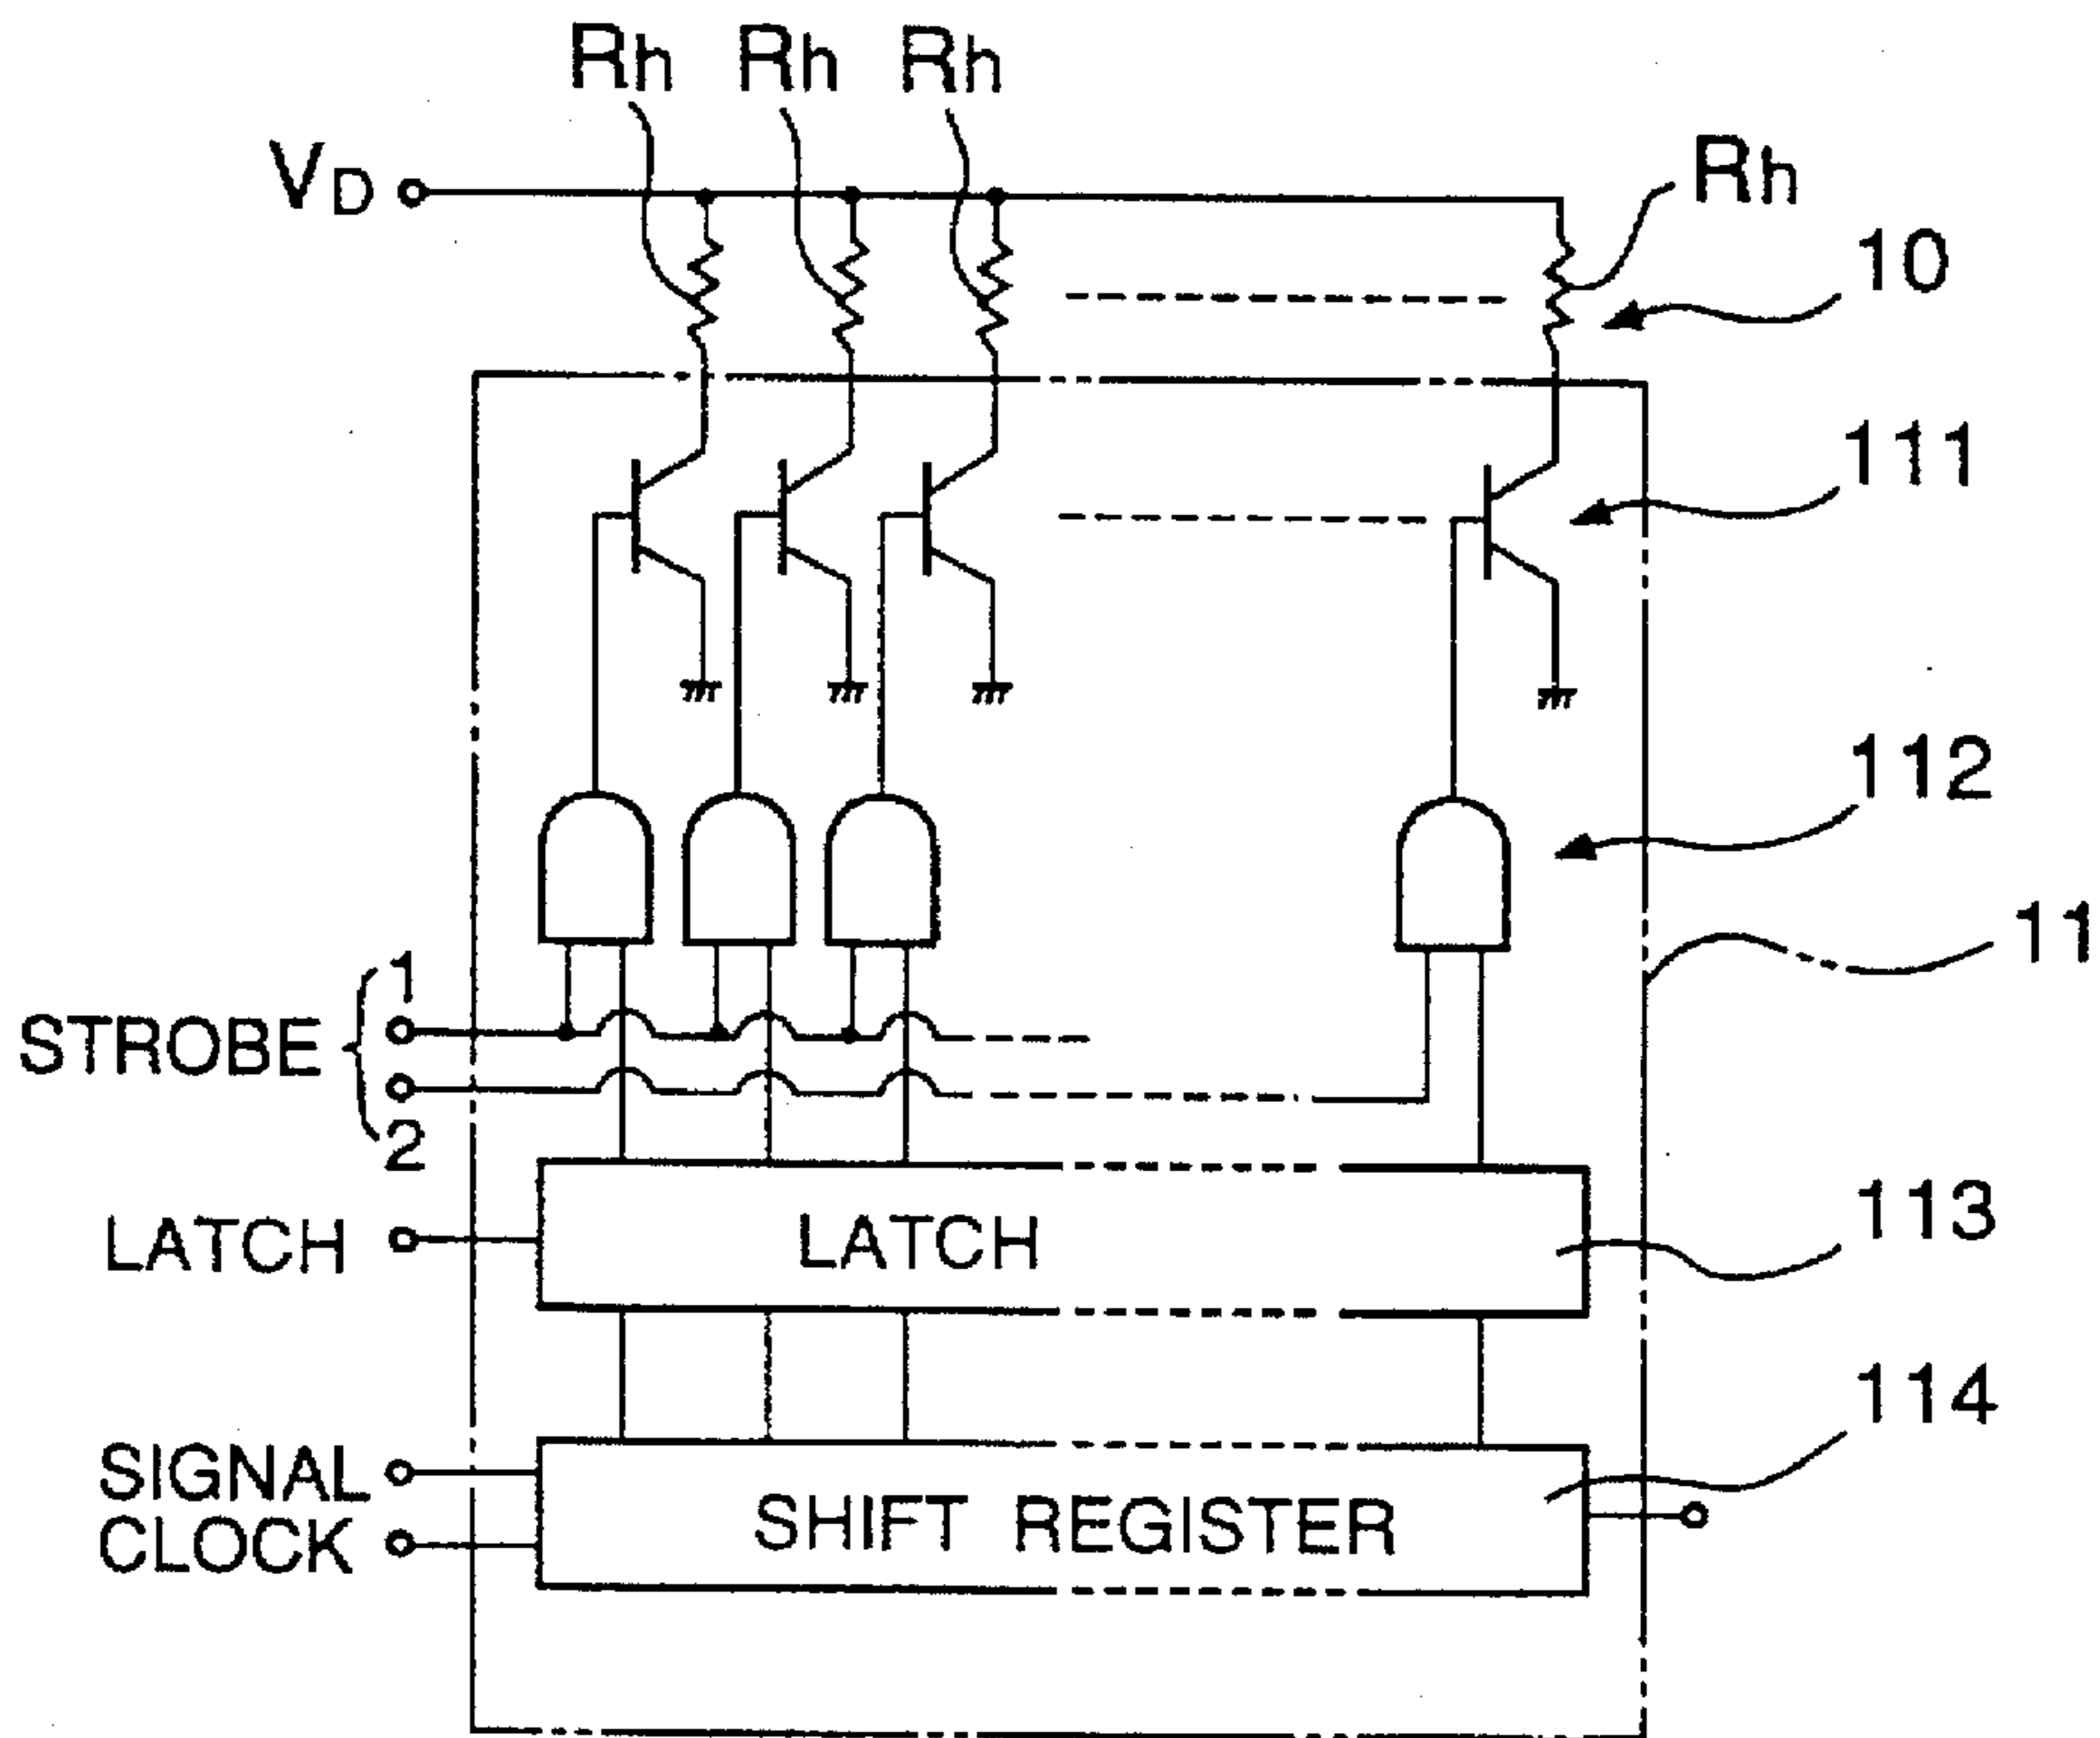 Rh Rh Rh
VD
Rh
10
111
112
11
STROBE
1
2
LATCH
LATCH
113
114
SIGNAL
CLOCK
SHIFT REGISTER